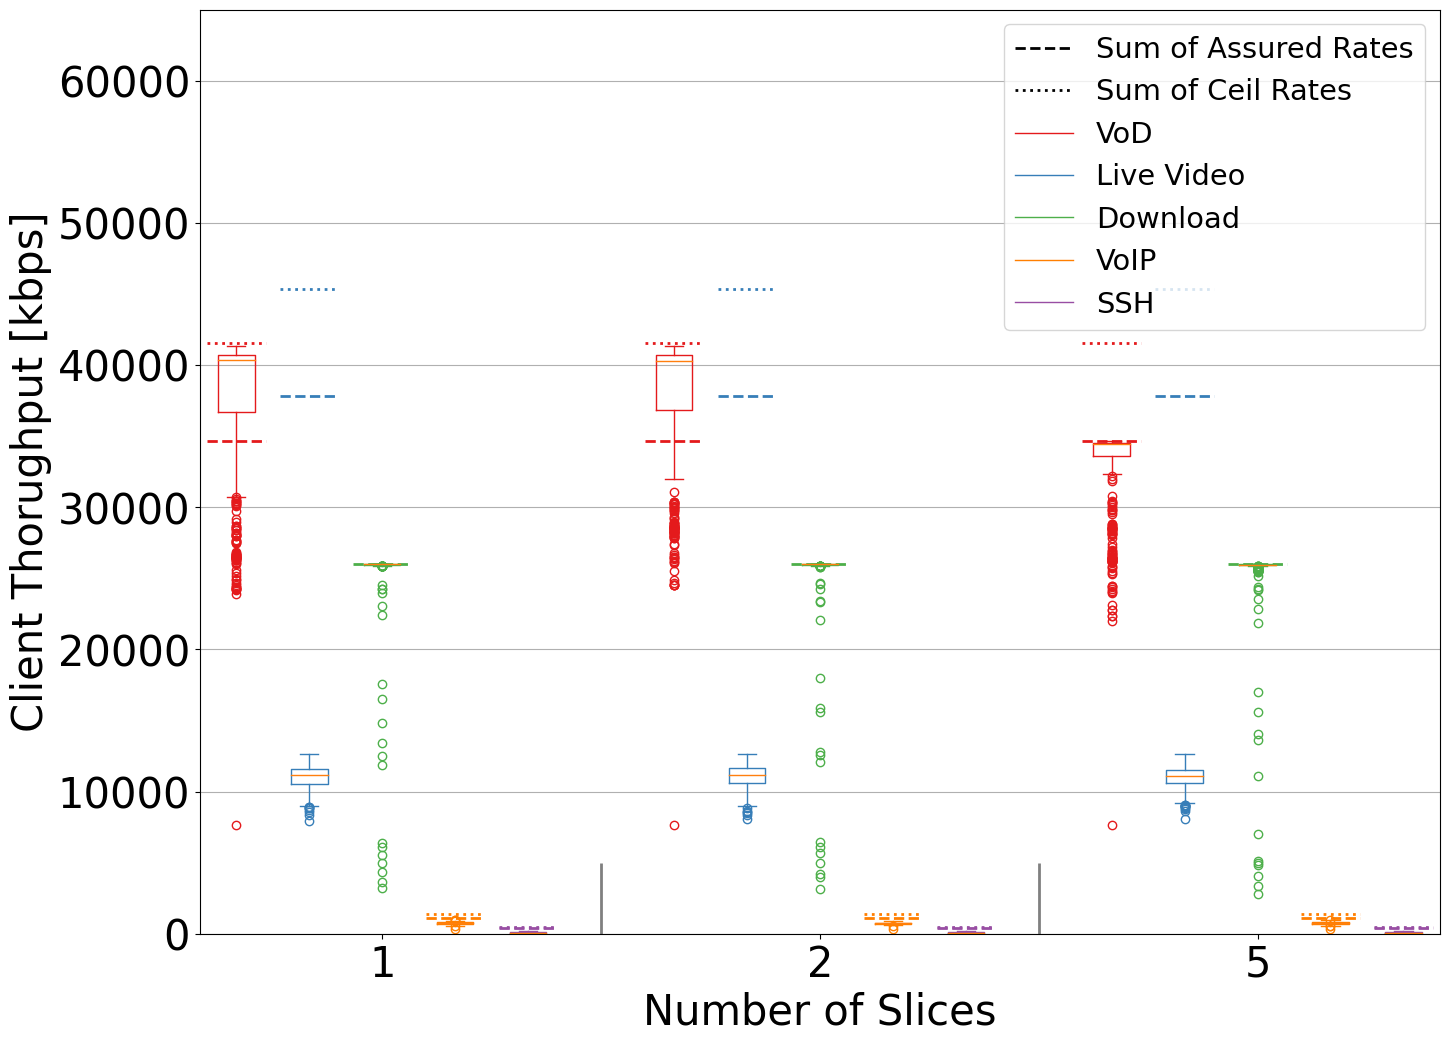 Client Thorughput [kbps]
60000
50000
40000
30000
20000
10000
0
Sum of Assured Rates
Sum of Ceil Rates
VoD
Live Video
Download
VoIP
SSH
1 2 5
Number of Slices